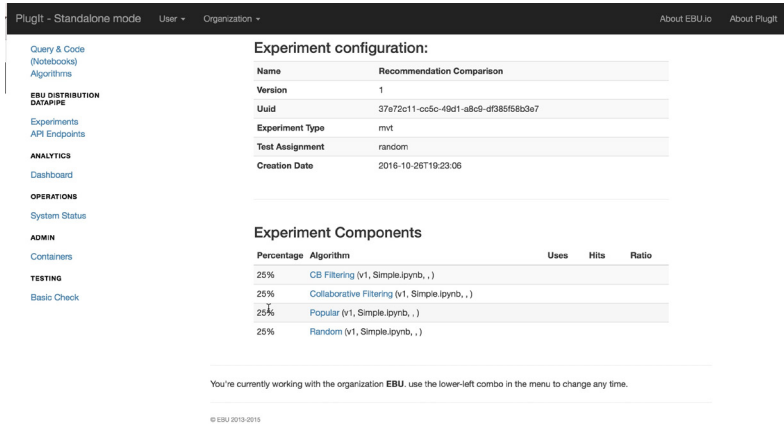 PlugIt - Standalone mode User Organization About EBU.io About PlugIt
Query & Code
(Notebooks)
Algorithms
EBU DISTRIBUTION
DATAPIPE
Experiments
API Endpoints
ANALYTICS
Dashboard
OPERATIONS
System Status
ADMIN
Containers
TESTING
Basic Check
Experiment configuration:
Name Recommendation Comparison
Version 1
Uuid 37e72c11-cc5c-49d1-a8c9-df385f58b3e7
Experiment Type mvt
Test Assignment random
Creation Date 2016-10-26T19:23:06
Experiment Components
Percentage Algorithm Uses Hits Ratio
25% CB Filtering (v1, Simple.ipynb, , )
25% Collaborative Filtering (v1, Simple.ipynb, , )
25% Popular (v1, Simple.ipynb, , )
25% Random (v1, Simple.ipynb, , )
You're currently working with the organization EBU. use the lower-left combo in the menu to change any time.
© EBU 2013-2015